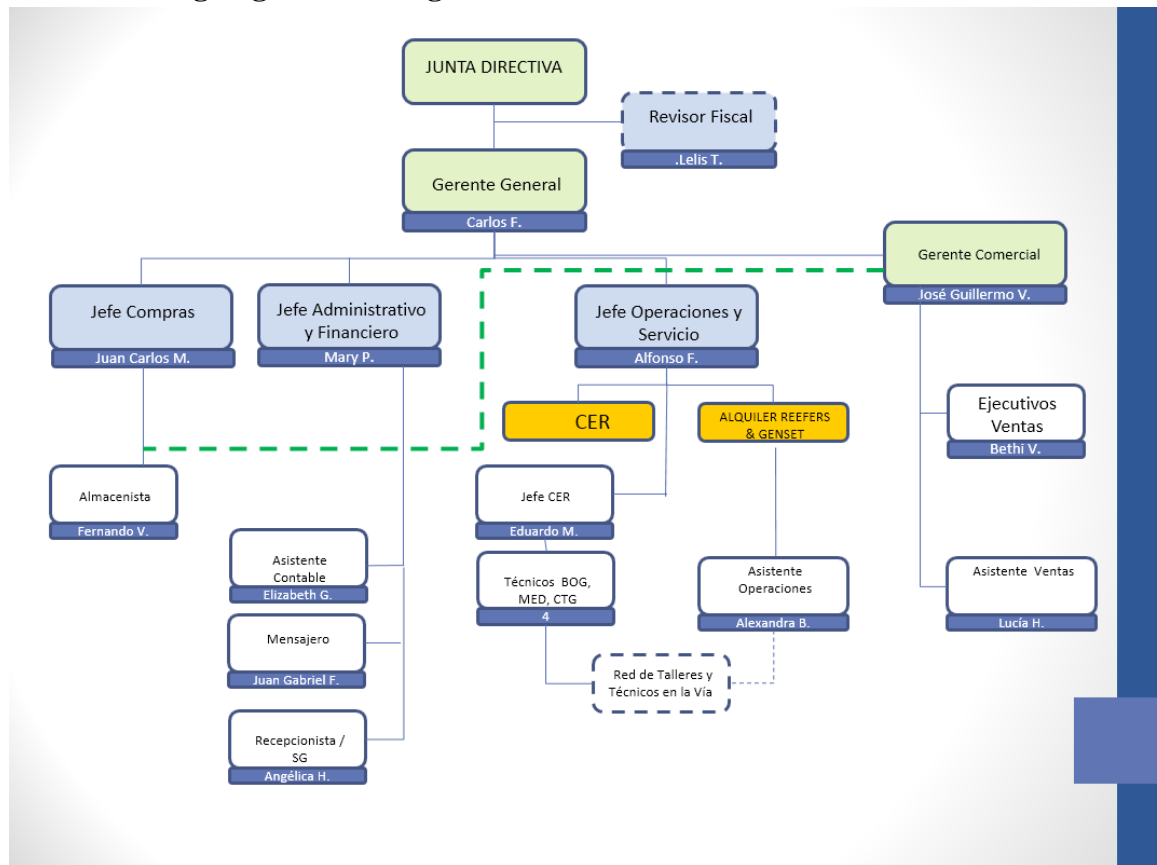 JUNTA DIRECTIVA
Revisor Fiscal
.Lelis T.
Gerente General
Carlos F.
Gerente Comercial
José Guillermo V.
Jefe Compras
Juan Carlos M.
Jefe Administrativo
y Financiero
Mary P.
Jefe Operaciones y
Servicio
Alfonso F.
CER
ALQUILER REEFERS
& GENSET
Ejecutivos
Ventas
Bethi V.
Almacenista
Fernando V.
Jefe CER
Eduardo M.
Asistente
Contable
Elizabeth G.
Técnicos BOG,
MED, CTG
4
Asistente
Operaciones
Alexandra B.
Asistente Ventas
Lucía H.
Mensajero
Juan Gabriel F.
Red de Talleres y
Técnicos en la Vía
Recepcionista /
SG
Angélica H.